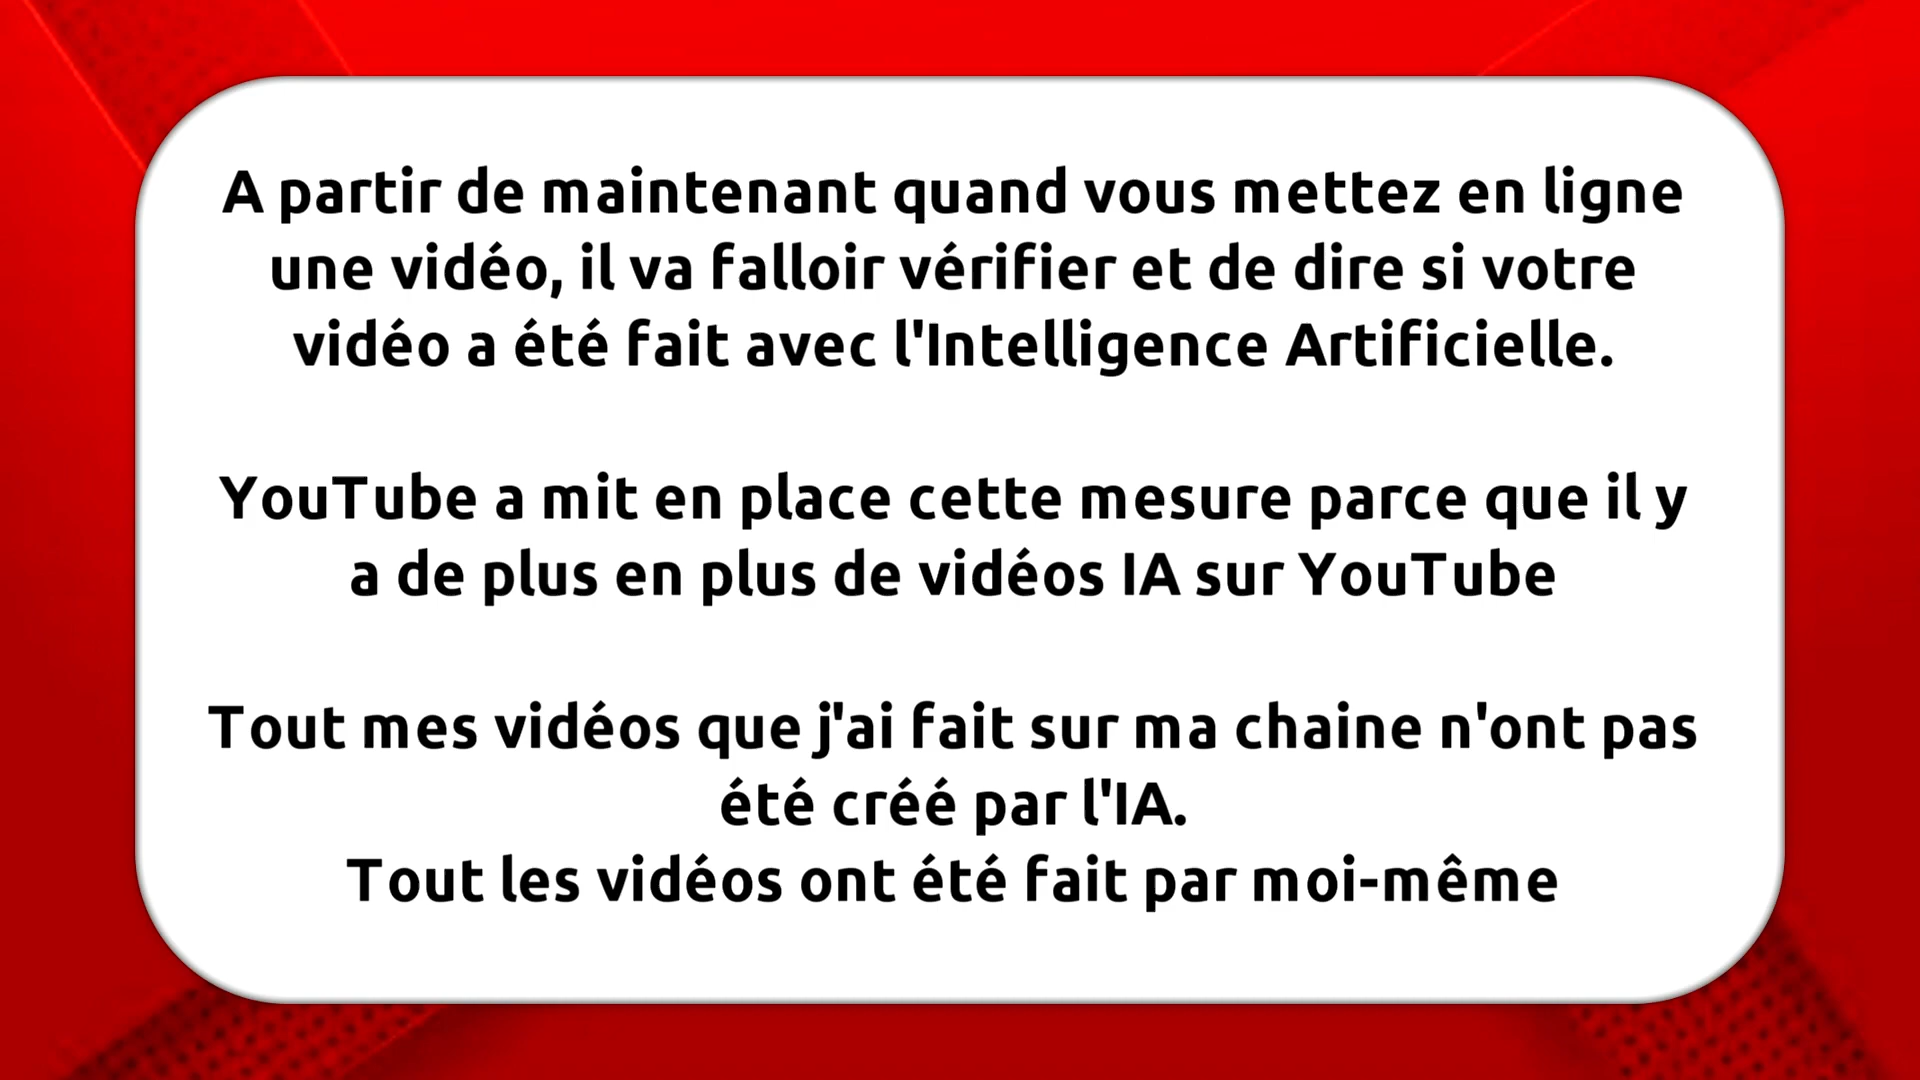 A partir de maintenant quand vous mettez en ligne
une vidéo, il va falloir vérifier et de dire si votre
vidéo a été fait avec l'Intelligence Artificielle.
YouTube a mit en place cette mesure parce que il y
a de plus en plus de vidéos IA sur YouTube
Tout mes vidéos que j'ai fait sur ma chaine n'ont pas
été créé par l'IA.
Tout les vidéos ont été fait par moi-même